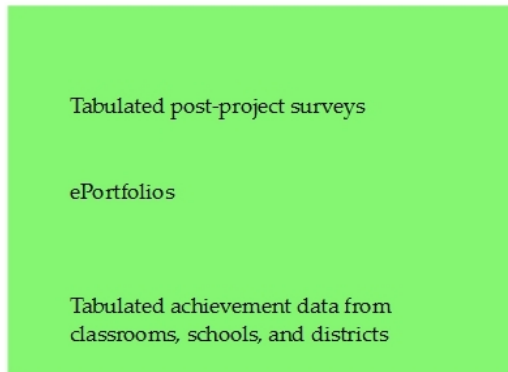 Tabulated post-project surveys
ePortfolios
Tabulated achievement data from
classrooms, schools, and districts